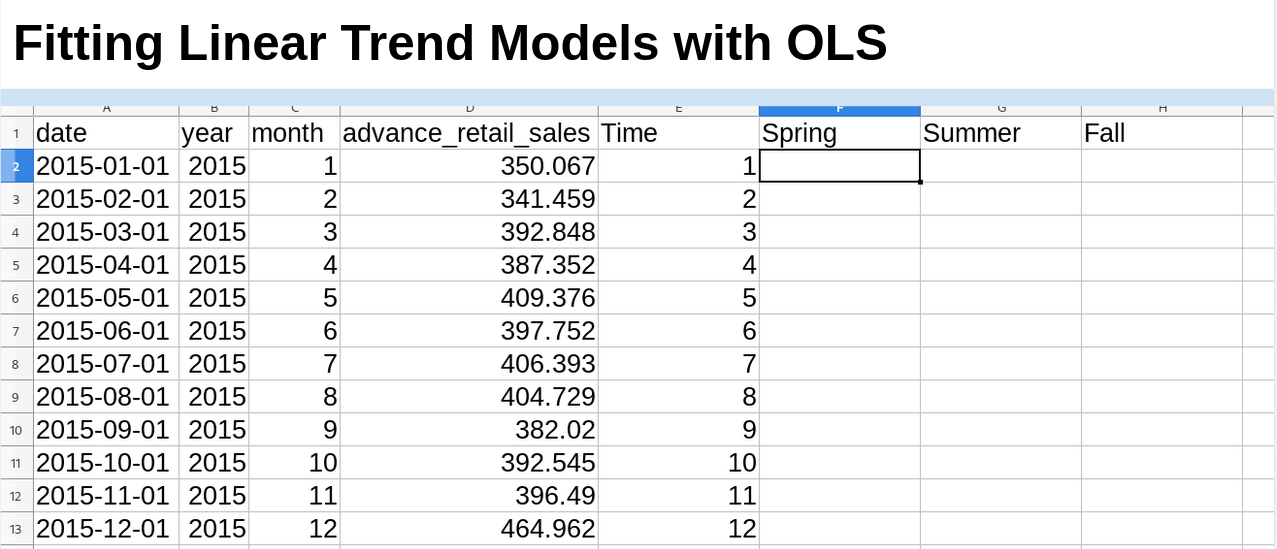 Fitting Linear Trend Models with OLS
A B C D E F G H
1 date year month advance_retail_sales Time Spring Summer Fall
2 2015-01-01 2015 1 350.067 1
3 2015-02-01 2015 2 341.459 2
4 2015-03-01 2015 3 392.848 3
5 2015-04-01 2015 4 387.352 4
6 2015-05-01 2015 5 409.376 5
7 2015-06-01 2015 6 397.752 6
8 2015-07-01 2015 7 406.393 7
9 2015-08-01 2015 8 404.729 8
10 2015-09-01 2015 9 382.02 9
11 2015-10-01 2015 10 392.545 10
12 2015-11-01 2015 11 396.49 11
13 2015-12-01 2015 12 464.962 12